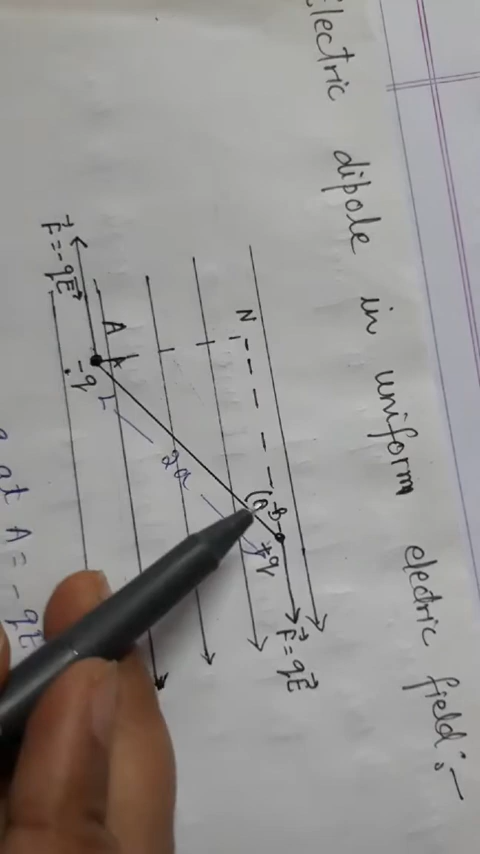 Electric dipole in uniform electric field:-
N
B
+q
F⃗ = qE⃗
2a
A
-q
F⃗ = -qE⃗
at A = - qE